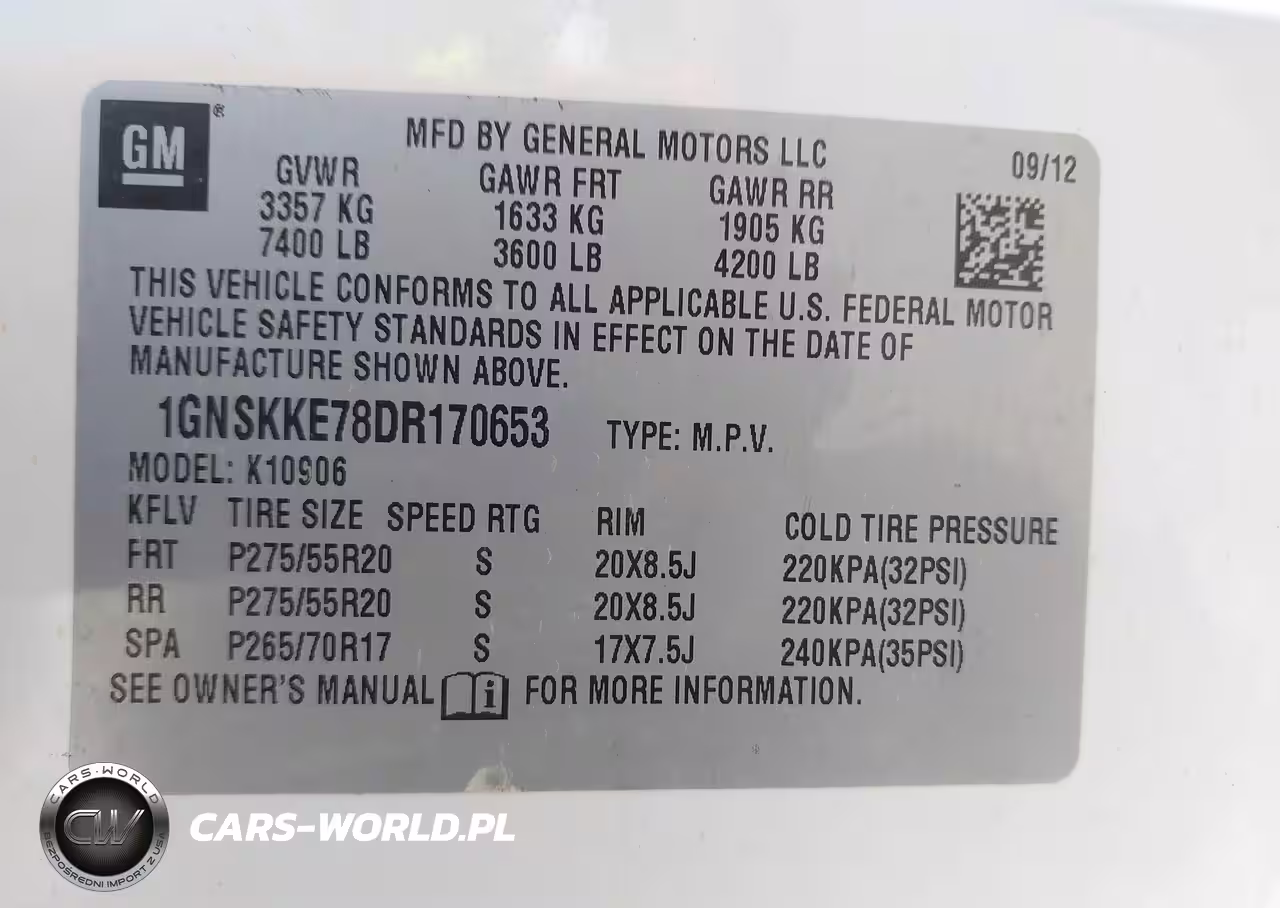 GM®
MFD BY GENERAL MOTORS LLC
09/12
GVWR GAWR FRT GAWR RR
3357 KG 1633 KG 1905 KG
7400 LB 3600 LB 4200 LB
THIS VEHICLE CONFORMS TO ALL APPLICABLE U.S. FEDERAL MOTOR
VEHICLE SAFETY STANDARDS IN EFFECT ON THE DATE OF
MANUFACTURE SHOWN ABOVE.
1GNSKKE78DR170653 TYPE: M.P.V.
MODEL: K10906
KFLV TIRE SIZE SPEED RTG RIM COLD TIRE PRESSURE
FRT P275/55R20 S 20X8.5J 220KPA(32PSI)
RR P275/55R20 S 20X8.5J 220KPA(32PSI)
SPA P265/70R17 S 17X7.5J 240KPA(35PSI)
SEE OWNER'S MANUAL i FOR MORE INFORMATION.
CARS-WORLD
CW
BEZPOŚREDNI IMPORT Z USA
CARS-WORLD.PL